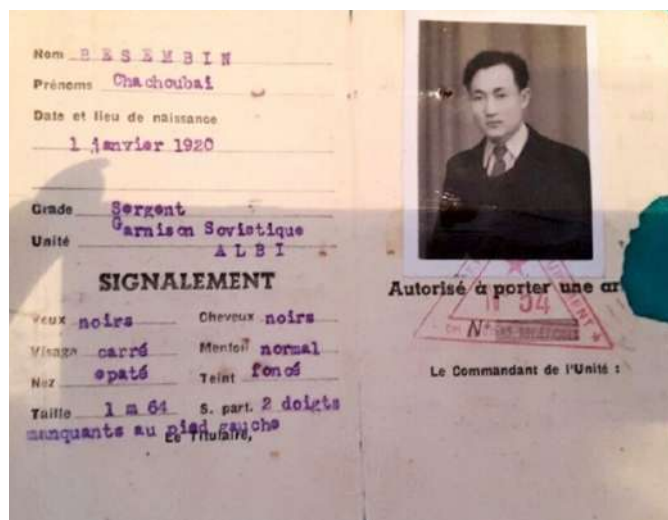 Nom BESEMBIN
Prénoms Chachoubai
Date et lieu de naissance
1 janvier 1920
Grade Sergent
Unité Garnison Sovistique
ALBI
SIGNALEMENT
Yeux noirs Cheveux noirs
Visage carré Menton normal
Nez epaté Teint foncé
Taille 1 m 64 S. part. 2 doigts
manquants au pied gauche
Le Titulaire,
Autorisé à porter une ar
N° 34
Le Commandant de l'Unité :